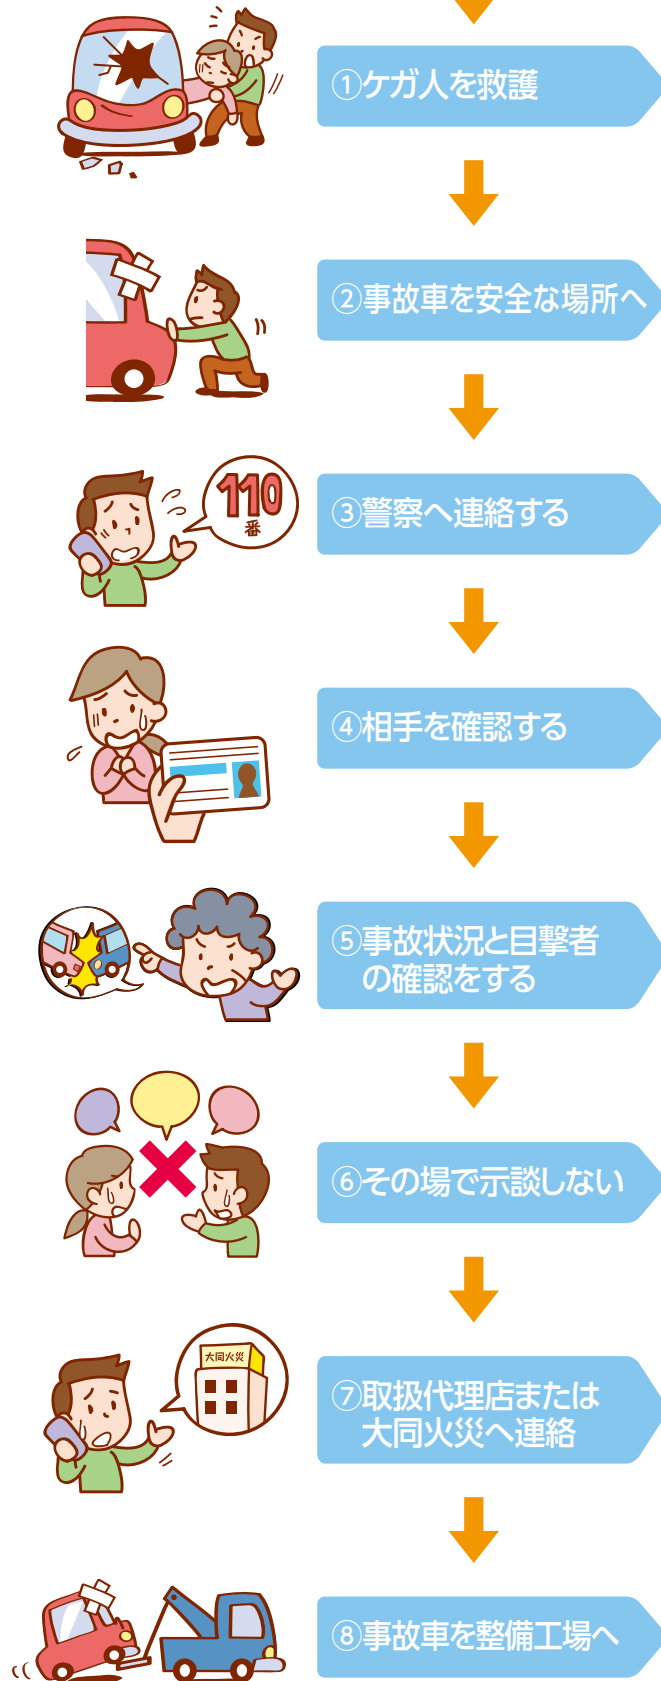 ①ケガ人を救護
②事故車を安全な場所へ
110
番
③警察へ連絡する
④相手を確認する
⑤事故状況と目撃者
の確認をする
⑥その場で示談しない
大同火災
⑦取扱代理店または
大同火災へ連絡
⑧事故車を整備工場へ